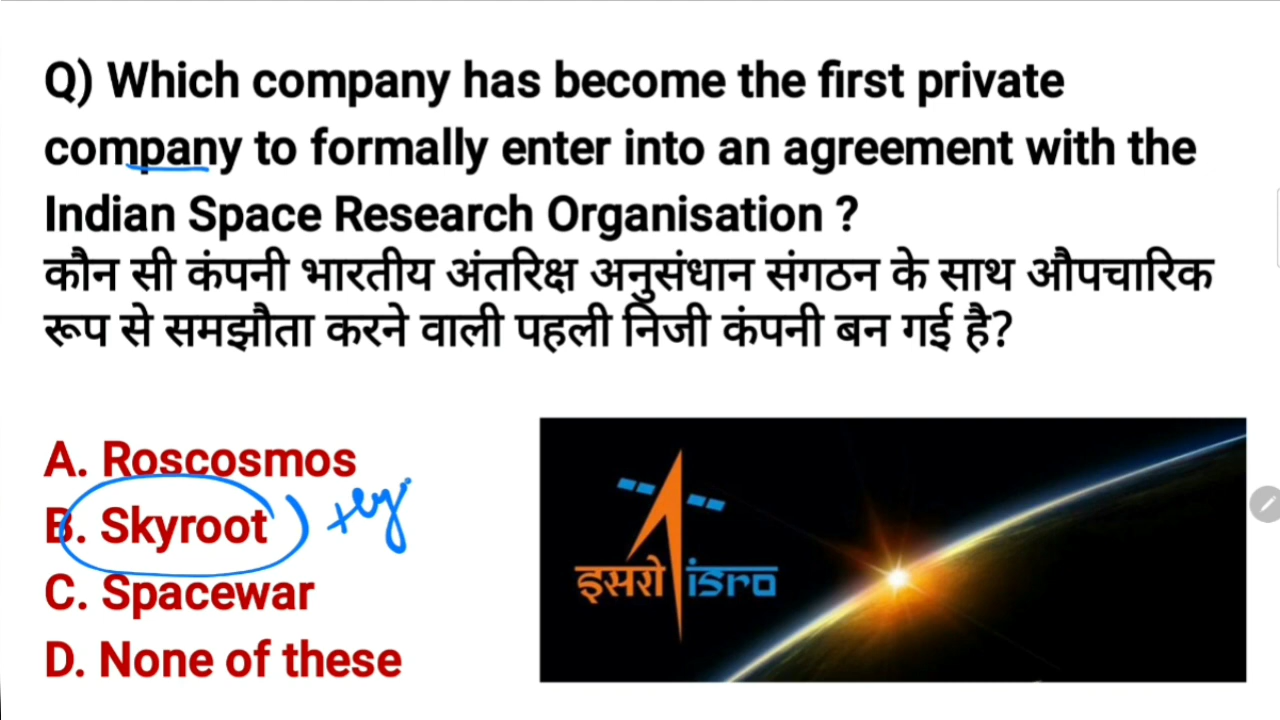 Q) Which company has become the first private
company to formally enter into an agreement with the
Indian Space Research Organisation ?
कौन सी कंपनी भारतीय अंतरिक्ष अनुसंधान संगठन के साथ औपचारिक
रूप से समझौता करने वाली पहली निजी कंपनी बन गई है?
A. Roscosmos
B. Skyroot
C. Spacewar
D. None of these
इसरो isro